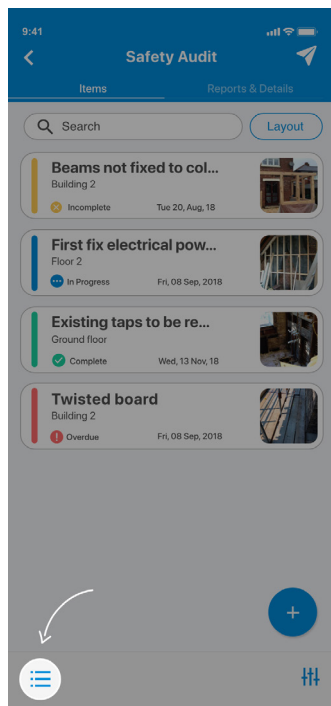 9:41
Safety Audit
Items
Reports & Details
Search
Layout
Beams not fixed to col...
Building 2
Incomplete
Tue 20, Aug, 18
First fix electrical pow...
Floor 2
In Progress
Fri, 08 Sep, 2018
Existing taps to be re...
Ground floor
Complete
Wed, 13 Nov, 18
Twisted board
Building 2
Overdue
Fri, 08 Sep, 2018